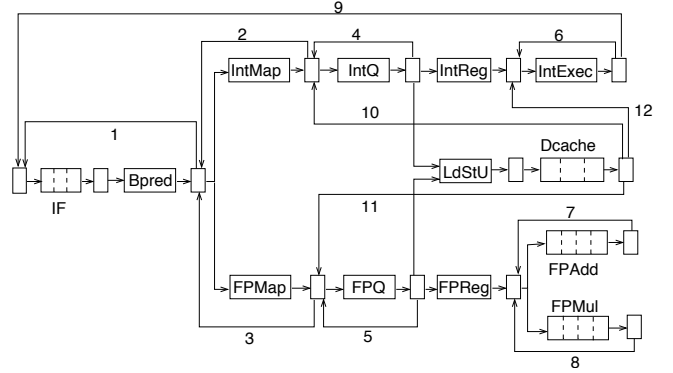 9
2
4
6
IntMap
IntQ
IntReg
IntExec
10
12
1
Dcache
Bpred
LdStU
IF
11
7
FPAdd
FPMap
FPQ
FPReg
FPMul
3
5
8